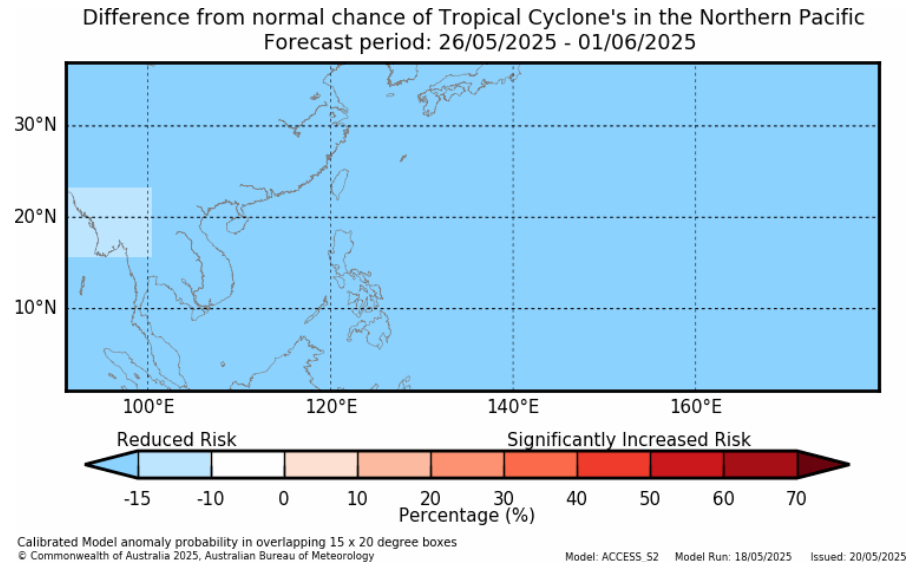 Difference from normal chance of Tropical Cyclone's in the Northern Pacific
Forecast period: 26/05/2025 - 01/06/2025
30°N
20°N
10°N
100°E 120°E 140°E 160°E
Reduced Risk Significantly Increased Risk
-15 -10 0 10 20 30 40 50 60 70
Percentage (%)
Calibrated Model anomaly probability in overlapping 15 x 20 degree boxes
© Commonwealth of Australia 2025, Australian Bureau of Meteorology Model: ACCESS_S2 Model Run: 18/05/2025 Issued: 20/05/2025